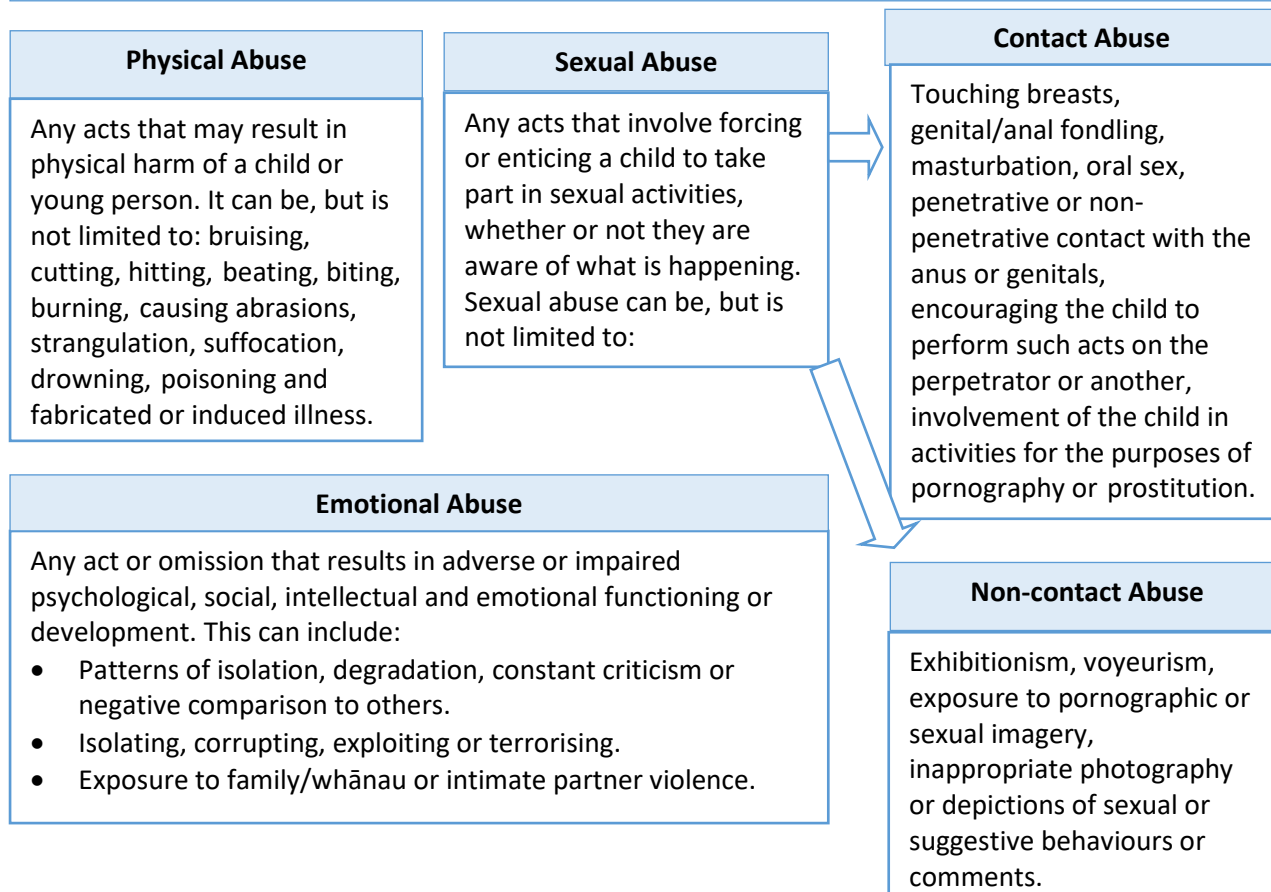 Physical Abuse
Any acts that may result in
physical harm of a child or
young person. It can be, but is
not limited to: bruising,
cutting, hitting, beating, biting,
burning, causing abrasions,
strangulation, suffocation,
drowning, poisoning and
fabricated or induced illness.
Sexual Abuse
Any acts that involve forcing
or enticing a child to take
part in sexual activities,
whether or not they are
aware of what is happening.
Sexual abuse can be, but is
not limited to:
Contact Abuse
Touching breasts,
genital/anal fondling,
masturbation, oral sex,
penetrative or non-
penetrative contact with the
anus or genitals,
encouraging the child to
perform such acts on the
perpetrator or another,
involvement of the child in
activities for the purposes of
pornography or prostitution.
Emotional Abuse
Any act or omission that results in adverse or impaired
psychological, social, intellectual and emotional functioning or
development. This can include:
• Patterns of isolation, degradation, constant criticism or
negative comparison to others.
• Isolating, corrupting, exploiting or terrorising.
• Exposure to family/whānau or intimate partner violence.
Non-contact Abuse
Exhibitionism, voyeurism,
exposure to pornographic or
sexual imagery,
inappropriate photography
or depictions of sexual or
suggestive behaviours or
comments.